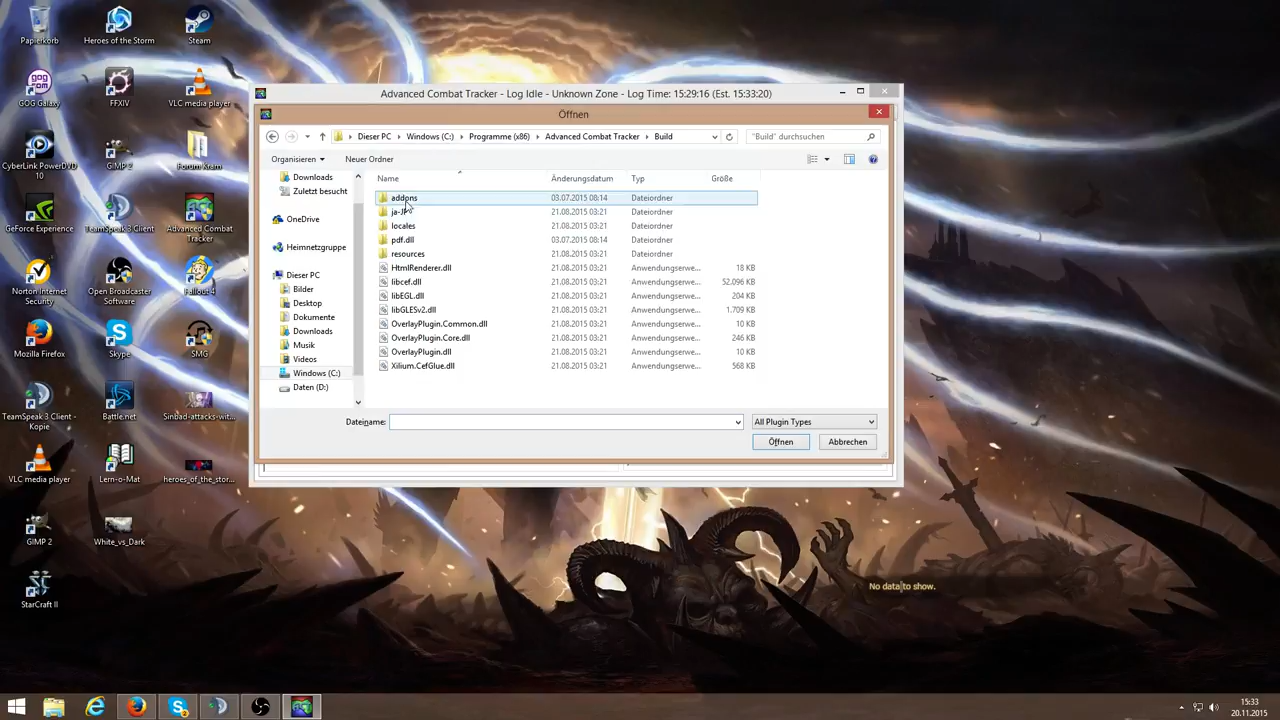 Papierkorb
Heroes of the Storm
Steam
GOG Galaxy
FFXIV
VLC media player
CyberLink PowerDVD
10
GIMP 2
Forum Kram
GeForce Experience
TeamSpeak 3 Client
Advanced Combat
Tracker
Norton Internet
Security
Open Broadcaster
Software
Fallout 4
Mozilla Firefox
Skype
SMG
TeamSpeak 3 Client -
Kopie
Battle.net
Sinbad-attacks-wit...
VLC media player
Lern-o-Mat
heroes_of_the_stor...
GIMP 2
White_vs_Dark
StarCraft II
Advanced Combat Tracker - Log Idle - Unknown Zone - Log Time: 15:29:16 (Est. 15:33:20)
Öffnen
Dieser PC Windows (C:) Programme (x86) Advanced Combat Tracker Build
"Build" durchsuchen
Organisieren Neuer Ordner
Downloads
Zuletzt besucht
OneDrive
Heimnetzgruppe
Dieser PC
Bilder
Desktop
Dokumente
Downloads
Musik
Videos
Windows (C:)
Daten (D:)
Name Änderungsdatum Typ Größe
addons 03.07.2015 08:14 Dateiordner
21.08.2015 03:21 Dateiordner
locales 21.08.2015 03:21 Dateiordner
pdf.dll 03.07.2015 08:14 Dateiordner
resources 21.08.2015 03:21 Dateiordner
HtmlRenderer.dll 21.08.2015 03:21 Anwendungserwe... 18 KB
libcef.dll 21.08.2015 03:21 Anwendungserwe... 52.096 KB
libEGL.dll 21.08.2015 03:21 Anwendungserwe... 204 KB
libGLESv2.dll 21.08.2015 03:21 Anwendungserwe... 1.709 KB
OverlayPlugin.Common.dll 21.08.2015 03:21 Anwendungserwe... 10 KB
OverlayPlugin.Core.dll 21.08.2015 03:21 Anwendungserwe... 246 KB
OverlayPlugin.dll 21.08.2015 03:21 Anwendungserwe... 10 KB
Xilium.CefGlue.dll 21.08.2015 03:21 Anwendungserwe... 568 KB
Dateiname: All Plugin Types
Öffnen Abbrechen
No data to show.
15:33
20.11.2015